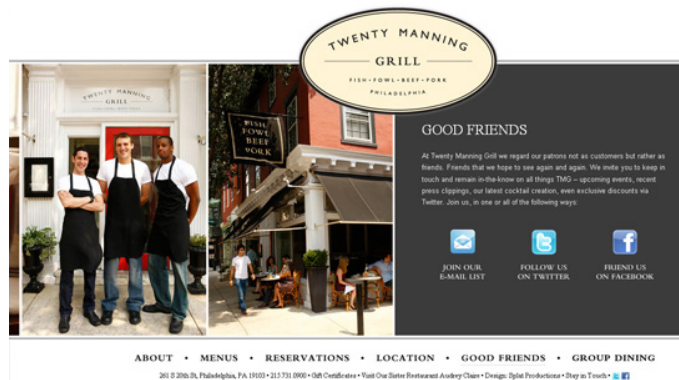 TWENTY MANNING
GRILL
FISH • FOWL • BEEF • PORK
PHILADELPHIA
TWENTY MANNING
GRILL
FISH
FOWL
BEEF
PORK
GOOD FRIENDS
At Twenty Manning Grill we regard our patrons not as customers but rather as
friends. Friends that we hope to see again and again. We invite you to keep in
touch and remain in-the-know on all things TMG – upcoming events, recent
press clippings, our latest cocktail creation, even exclusive discounts via
Twitter. Join us, in one or all of the following ways:
JOIN OUR
E-MAIL LIST
FOLLOW US
ON TWITTER
FRIEND US
ON FACEBOOK
ABOUT • MENUS • RESERVATIONS • LOCATION • GOOD FRIENDS • GROUP DINING
261 S 20th St, Philadelphia, PA 19103 • 215.731.0900 • Gift Certificates • Visit Our Sister Restaurant Audrey Claire • Design: Splat Productions • Stay in Touch •